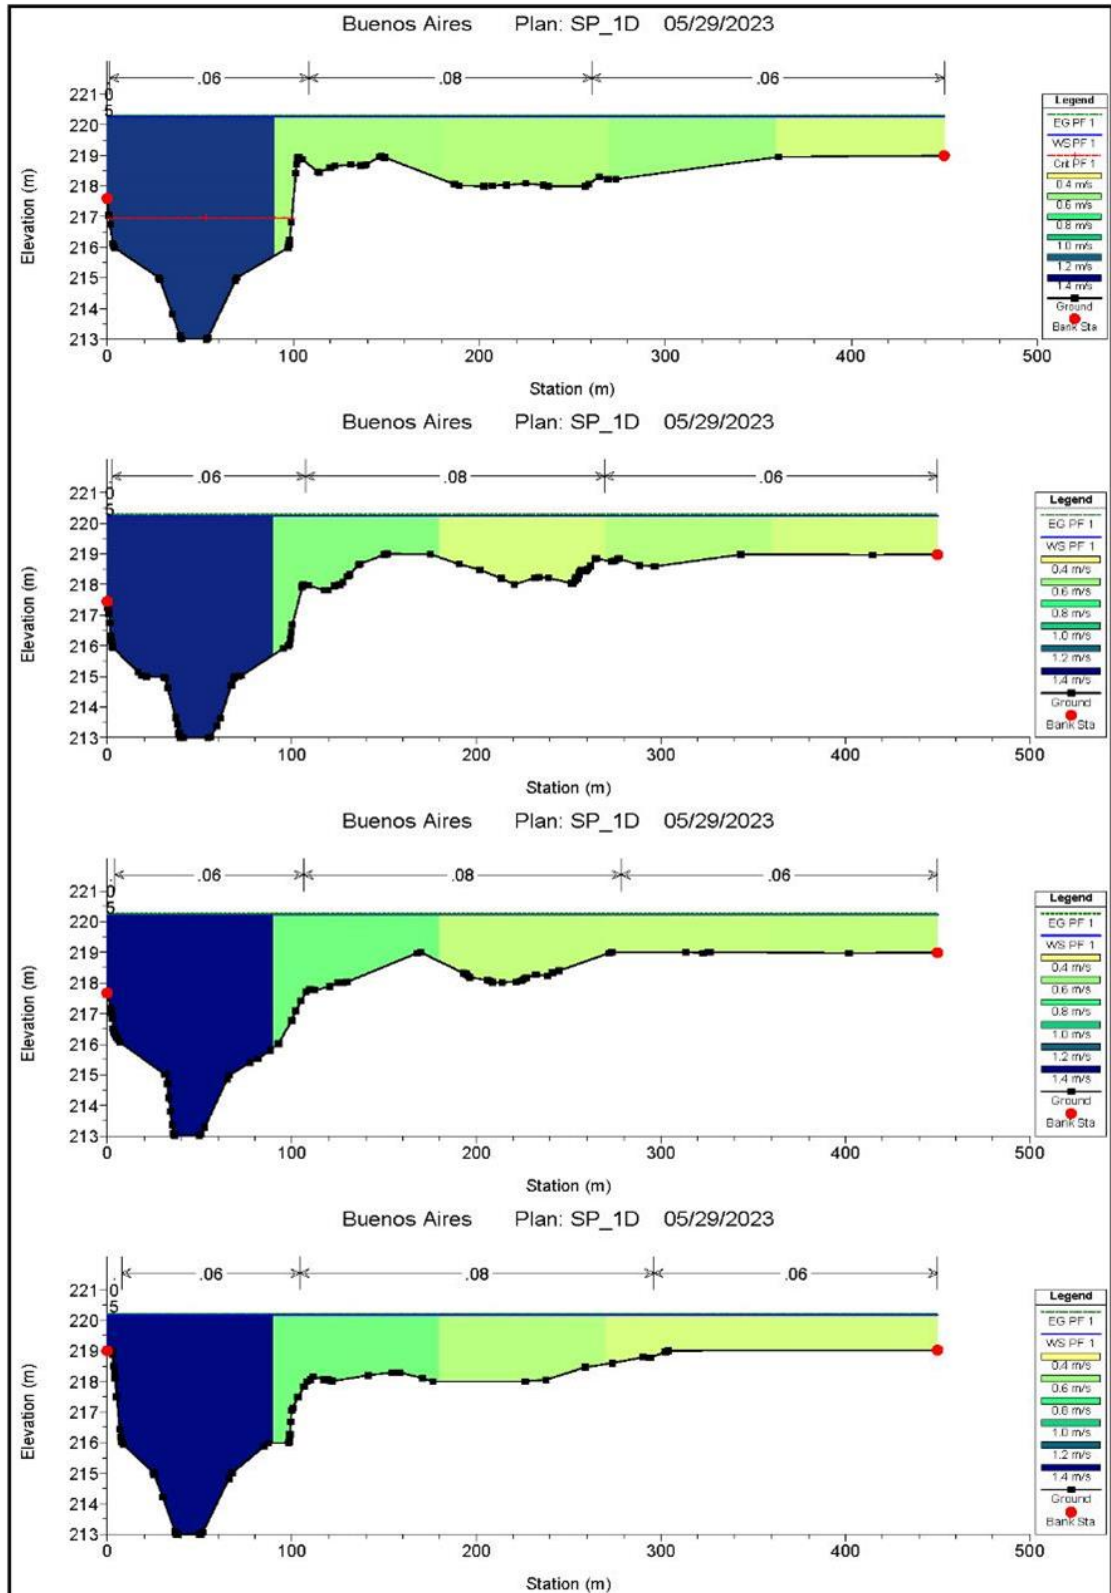 Buenos Aires Plan: SP_1D 05/29/2023
.05 .06 .08 .06
221
220
219
218
217
216
215
214
213
Elevation (m)
0 100 200 300 400 500
Station (m)
Legend
EG PF 1
WS PF 1
Crit PF 1
0.4 m/s
0.6 m/s
0.8 m/s
1.0 m/s
1.2 m/s
1.4 m/s
Ground
Bank Sta
Buenos Aires Plan: SP_1D 05/29/2023
.05 .06 .08 .06
221
220
219
218
217
216
215
214
213
Elevation (m)
0 100 200 300 400 500
Station (m)
Legend
EG PF 1
WS PF 1
0.4 m/s
0.6 m/s
0.8 m/s
1.0 m/s
1.2 m/s
1.4 m/s
Ground
Bank Sta
Buenos Aires Plan: SP_1D 05/29/2023
.05 .06 .08 .06
221
220
219
218
217
216
215
214
213
Elevation (m)
0 100 200 300 400 500
Station (m)
Legend
EG PF 1
WS PF 1
0.4 m/s
0.6 m/s
0.8 m/s
1.0 m/s
1.2 m/s
1.4 m/s
Ground
Bank Sta
Buenos Aires Plan: SP_1D 05/29/2023
.05 .06 .08 .06
221
220
219
218
217
216
215
214
213
Elevation (m)
0 100 200 300 400 500
Station (m)
Legend
EG PF 1
WS PF 1
0.4 m/s
0.6 m/s
0.8 m/s
1.0 m/s
1.2 m/s
1.4 m/s
Ground
Bank Sta